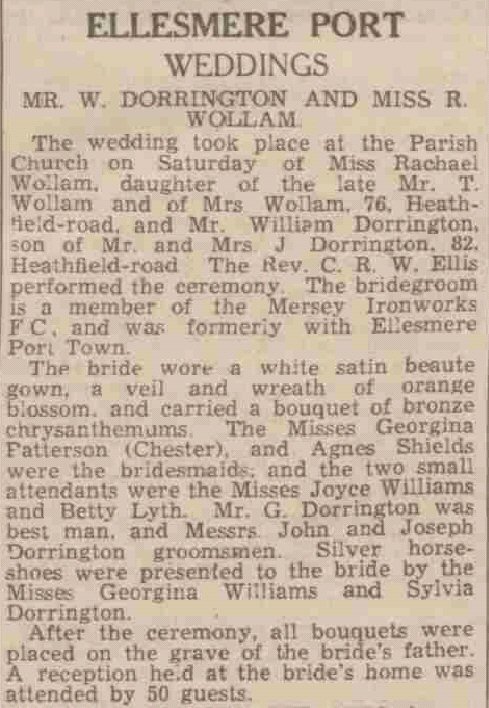 ELLESMERE PORT
WEDDINGS
MR. W. DORRINGTON AND MISS R.
WOLLAM
The wedding took place at the Parish
Church on Saturday of Miss Rachael
Wollam, daughter of the late Mr. T.
Wollam and of Mrs Wollam, 76, Heath-
field-road, and Mr. William Dorrington,
son of Mr. and Mrs J Dorrington, 82,
Heathfield-road The Rev. C. R. W. Ellis
performed the ceremony. The bridegroom
is a member of the Mersey Ironworks
F C, and was formerly with Ellesmere
Port Town.
The bride wore a white satin beaute
gown, a veil and wreath of orange
blossom, and carried a bouquet of bronze
chrysanthemums. The Misses Georgina
Patterson (Chester), and Agnes Shields
were the bridesmaids; and the two small
attendants were the Misses Joyce Williams
and Betty Lyth. Mr. G. Dorrington was
best man, and Messrs. John and Joseph
Dorrington groomsmen. Silver horse-
shoes were presented to the bride by the
Misses Georgina Williams and Sylvia
Dorrington.
After the ceremony, all bouquets were
placed on the grave of the bride's father.
A reception held at the bride's home was
attended by 50 guests.